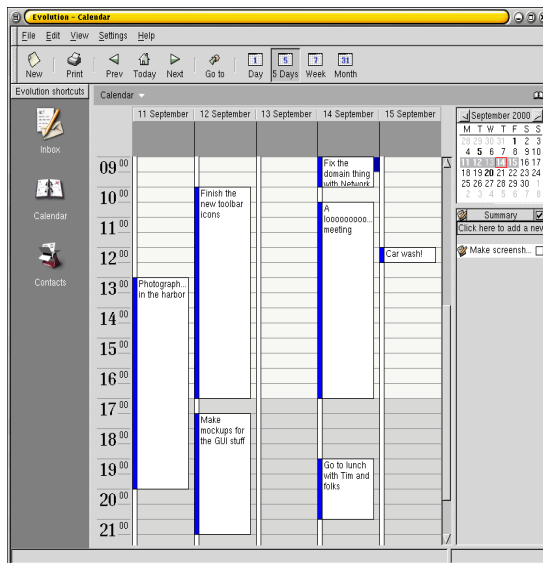 Evolution - Calendar
File Edit View Settings Help
New Print Prev Today Next Go to Day 5 Days Week Month
1 5 7 31
Evolution shortcuts
Inbox
Calendar
Contacts
Calendar
11 September 12 September 13 September 14 September 15 September
09 00
10 00
11 00
12 00
13 00
14 00
15 00
16 00
17 00
18 00
19 00
20 00
21 00
Photograph...
in the harbor
Finish the
new toolbar
icons
Make
mockups for
the GUI stuff
Fix the
domain thing
with Network
A
looooooooo...
meeting
Go to lunch
with Tim and
folks
Car wash!
September 2000
M T W T F S S
28 29 30 31 1 2 3
4 5 6 7 8 9 10
11 12 13 14 15 16 17
18 19 20 21 22 23 24
25 26 27 28 29 30 1
2 3 4 5 6 7 8
Summary
Click here to add a new
Make screensh...